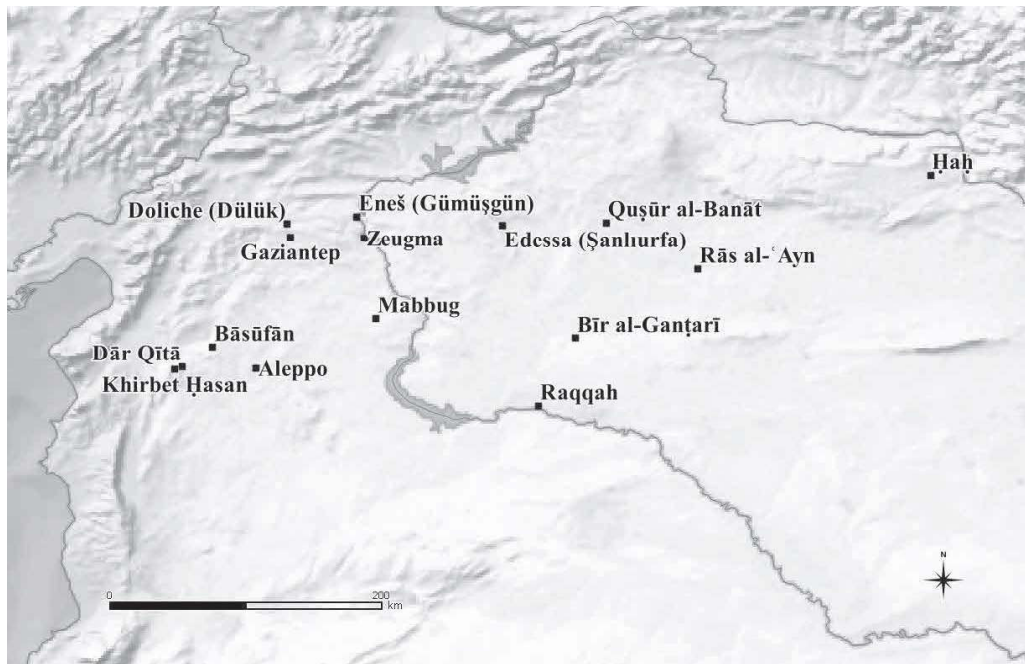 Ḥaḥ
Eneš (Gümüşgün)
Doliche (Dülük)
Quṣūr al-Banāt
Edessa (Şanlıurfa)
Zeugma
Gaziantep
Rās al-ʿAyn
Mabbug
Bāsūfān
Bīr al-Ganṭarī
Dār Qītā
Aleppo
Khirbet Ḥasan
Raqqah
N
0
200
km